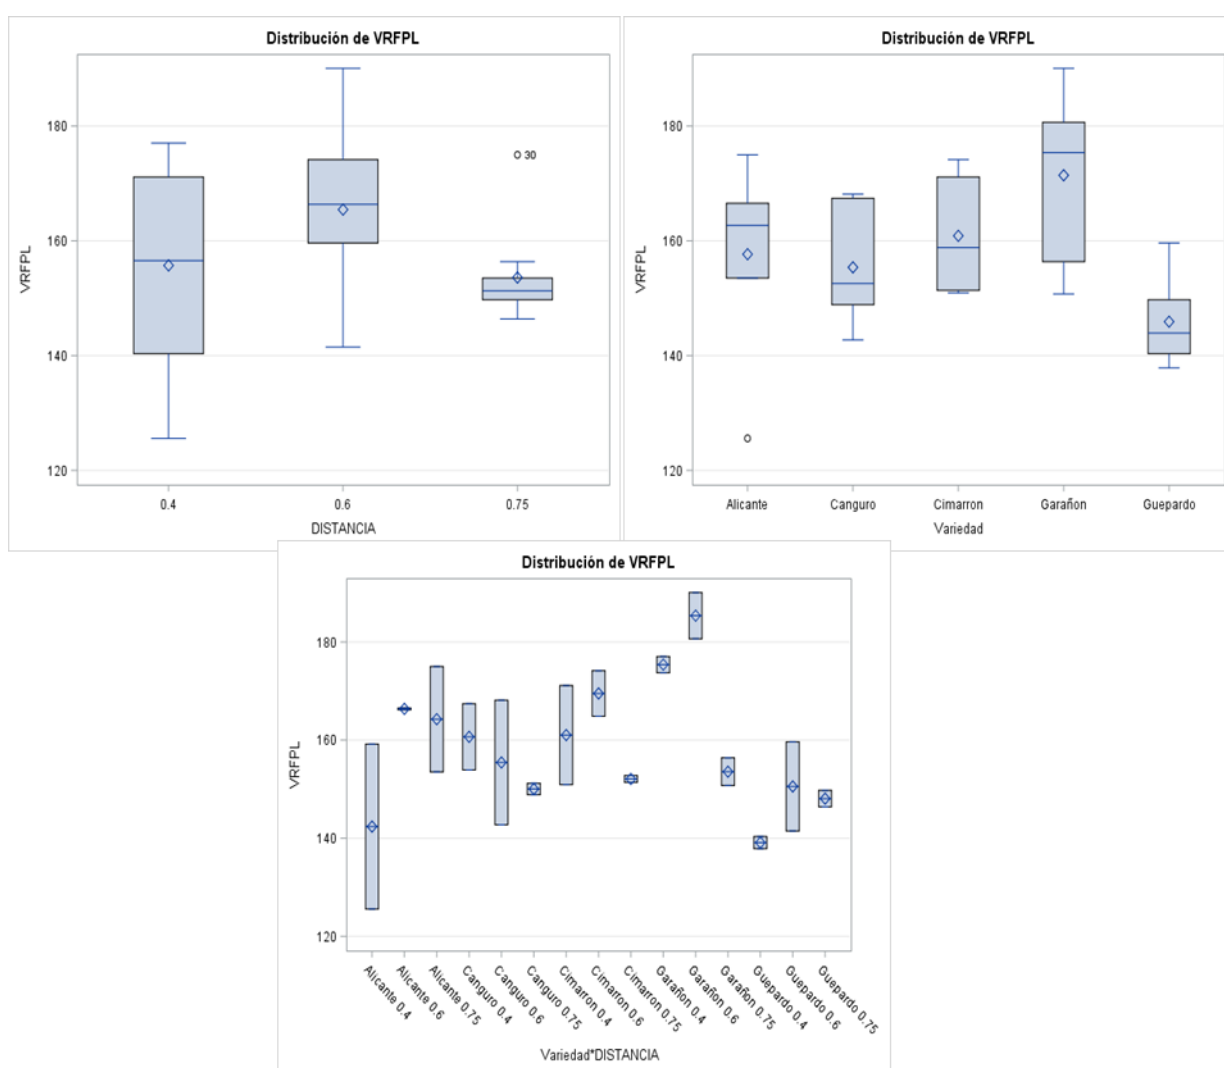 Distribución de VRFPL
180
160
140
120
VRFPL
30
0.4 0.6 0.75
DISTANCIA
Distribución de VRFPL
180
160
140
120
VRFPL
Alicante Canguro Cimarron Garañon Guepardo
Variedad
Distribución de VRFPL
180
160
140
120
VRFPL
Alicante 0.4
Alicante 0.6
Alicante 0.75
Canguro 0.4
Canguro 0.6
Canguro 0.75
Cimarron 0.4
Cimarron 0.6
Cimarron 0.75
Garañon 0.4
Garañon 0.6
Garañon 0.75
Guepardo 0.4
Guepardo 0.6
Guepardo 0.75
Variedad*DISTANCIA